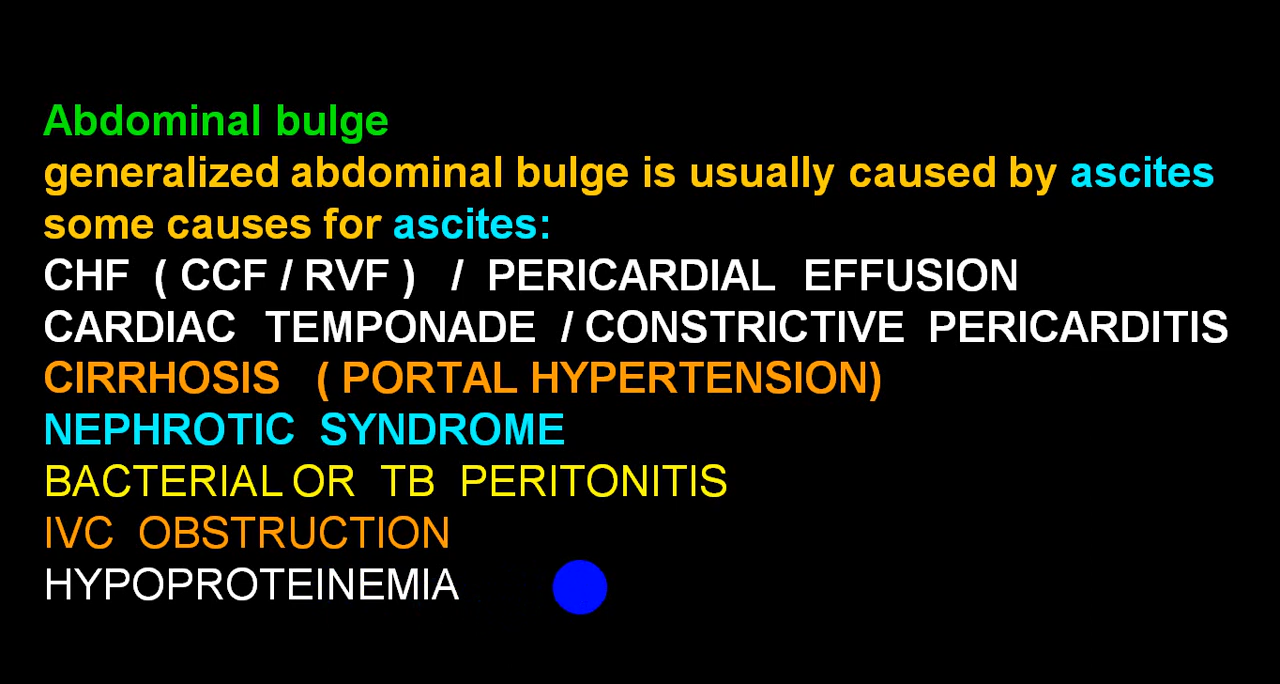 Abdominal bulge
generalized abdominal bulge is usually caused by ascites
some causes for ascites:
CHF ( CCF / RVF ) / PERICARDIAL EFFUSION
CARDIAC TEMPONADE / CONSTRICTIVE PERICARDITIS
CIRRHOSIS ( PORTAL HYPERTENSION)
NEPHROTIC SYNDROME
BACTERIAL OR TB PERITONITIS
IVC OBSTRUCTION
HYPOPROTEINEMIA